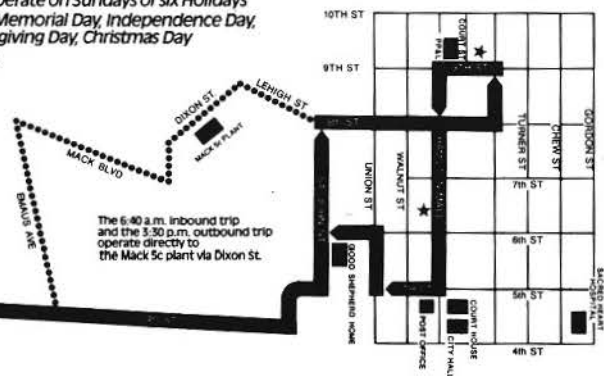 operate on Sundays or six Holidays
Memorial Day, Independence Day,
giving Day, Christmas Day
10TH ST
COURT ST
PP&L
9TH ST
LEHIGH ST
DIXON ST
MACK 5c PLANT
MACK BLVD
EMAUS AVE
UNION ST
WALNUT ST
TURNER ST
CHEW ST
GORDON ST
7th ST
6th ST
5th ST
4th ST
The 6:40 a.m. inbound trip
and the 3:30 p.m. outbound trip
operate directly to
the Mack 5c plant via Dixon St.
GOOD SHEPHERD HOME
POST OFFICE
COURT HOUSE
CITY HALL
SACRED HEART
HOSPITAL